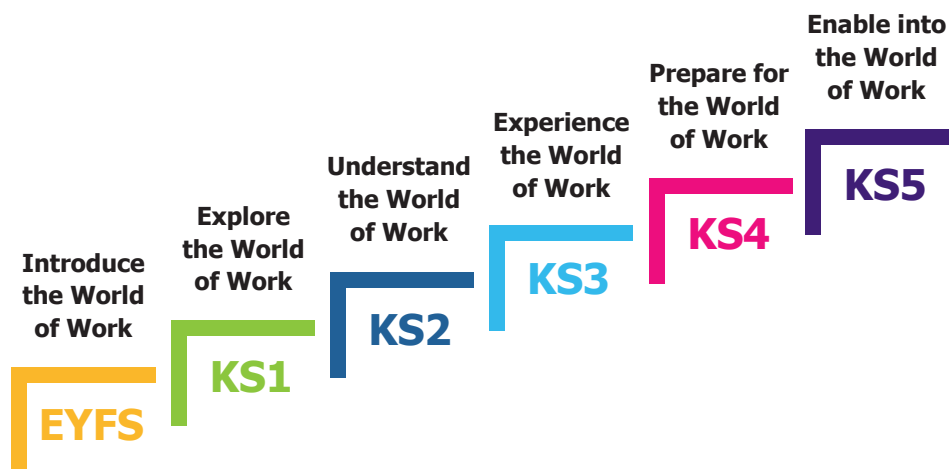 Introduce
the World
of Work
EYFS
Explore
the World
of Work
KS1
Understand
the World
of Work
KS2
Experience
the World
of Work
KS3
Prepare for
the World
of Work
KS4
Enable into
the World
of Work
KS5